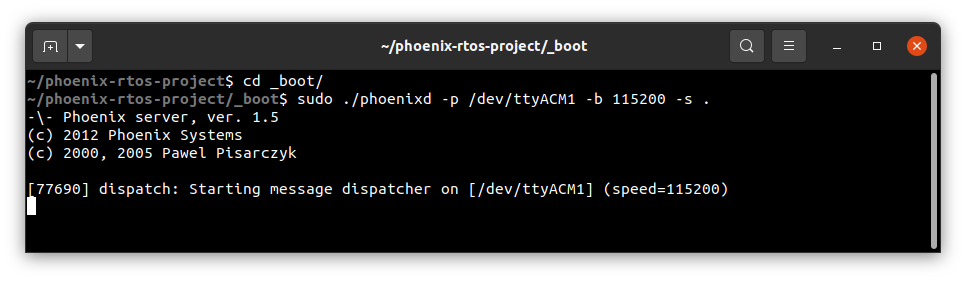 ~/phoenix-rtos-project/_boot
~/phoenix-rtos-project$ cd _boot/
~/phoenix-rtos-project/_boot$ sudo ./phoenixd -p /dev/ttyACM1 -b 115200 -s .
-\- Phoenix server, ver. 1.5
(c) 2012 Phoenix Systems
(c) 2000, 2005 Pawel Pisarczyk
[77690] dispatch: Starting message dispatcher on [/dev/ttyACM1] (speed=115200)